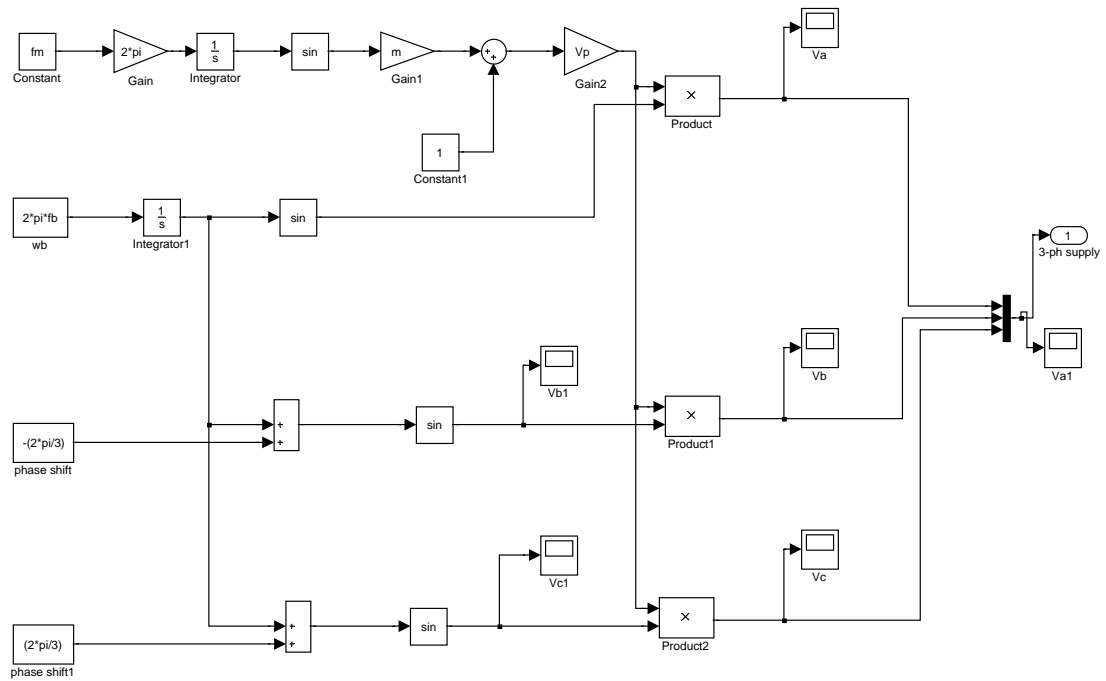 Va
fm
2*pi
1
s
sin
m
+
+
Vp
Constant
Gain
Integrator
Gain1
Gain2
×
Product
1
Constant1
2*pi*fb
1
s
sin
wb
Integrator1
1
3-ph supply
Vb
Va1
Vb1
×
+
+
sin
-(2*pi/3)
Product1
phase shift
Vc
Vc1
×
+
+
sin
(2*pi/3)
Product2
phase shift1